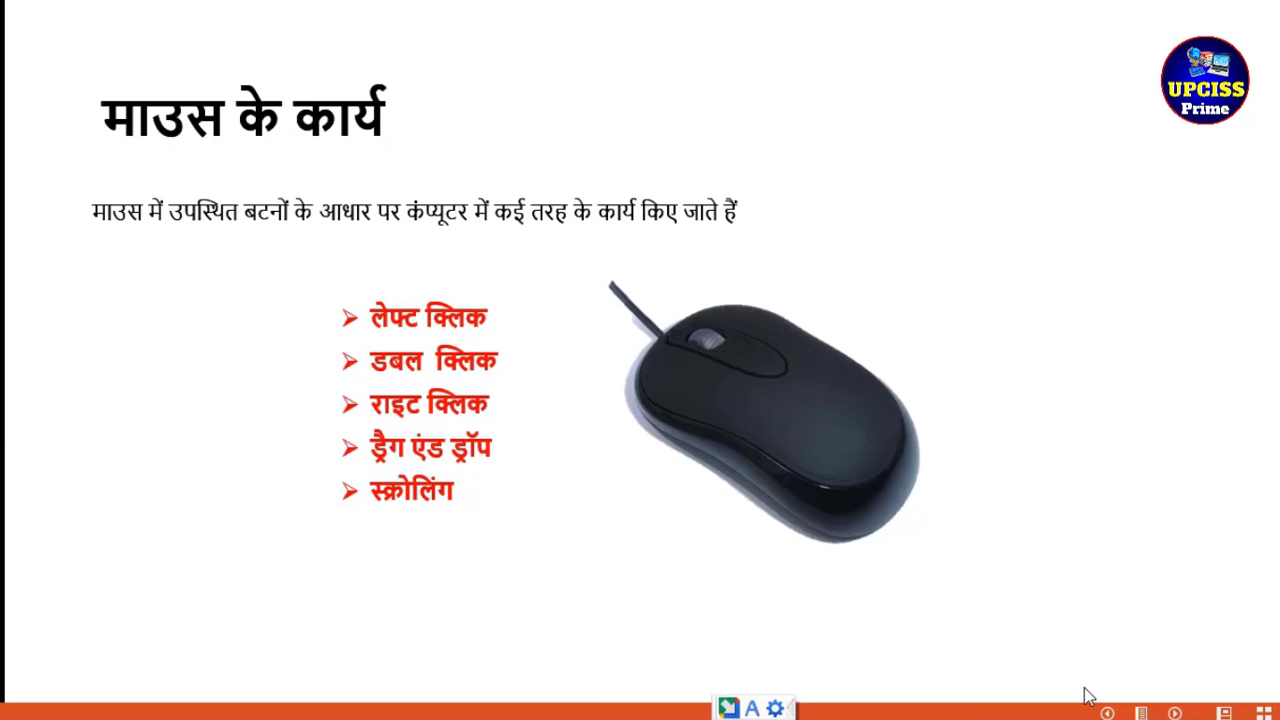 UPCISS
Prime
माउस के कार्य
माउस में उपस्थित बटनों के आधार पर कंप्यूटर में कई तरह के कार्य किए जाते हैं
➢ लेफ्ट क्लिक
➢ डबल क्लिक
➢ राइट क्लिक
➢ ड्रैग एंड ड्रॉप
➢ स्क्रोलिंग
A